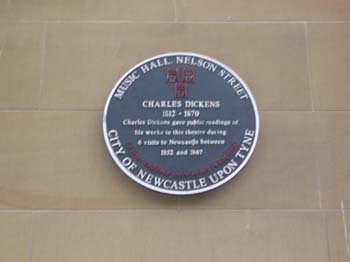 MUSIC HALL, NELSON STREET
CHARLES DICKENS
1812 - 1870
Charles Dickens gave public readings of
his works in this theatre during
6 visits to Newcastle between
1852 and 1867
CITY OF NEWCASTLE UPON TYNE